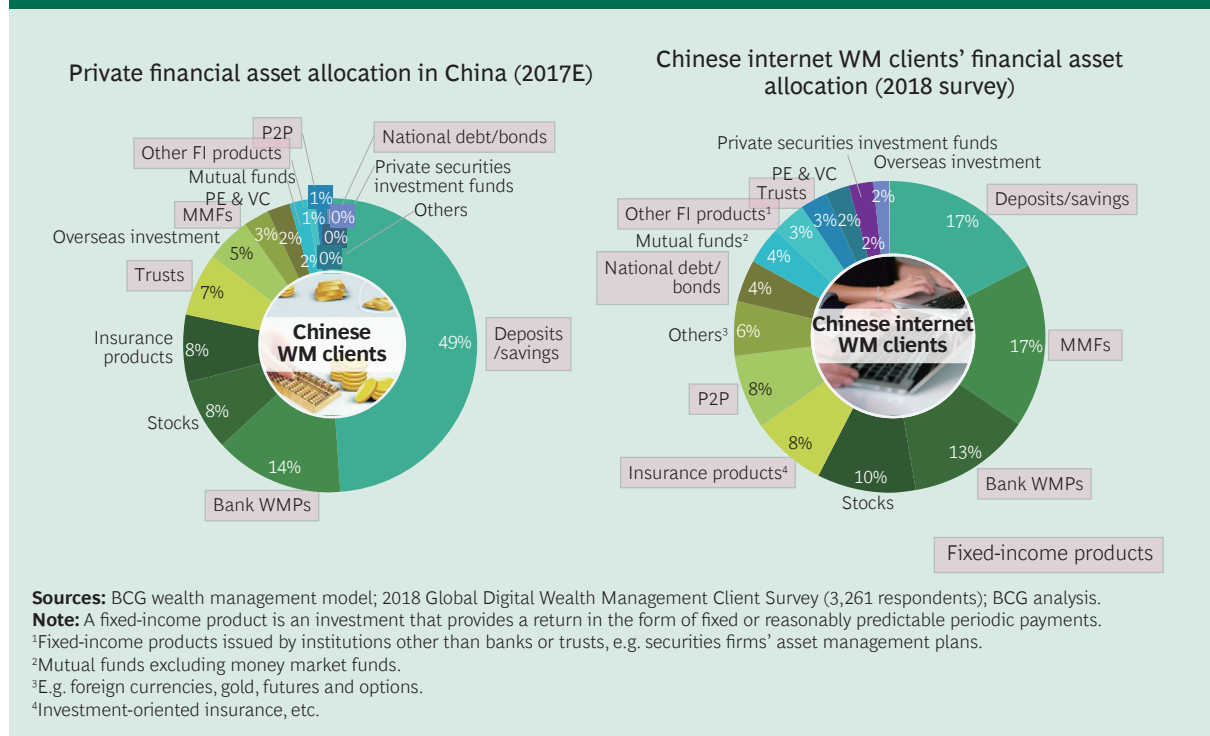 Private financial asset allocation in China (2017E)
P2P
National debt/bonds
Other FI products
Private securities
investment funds
Mutual funds
PE & VC
Others
MMFs
Overseas investment
Trusts
Insurance
products
Stocks
Bank WMPs
Deposits
/savings
1%
1%
0%
0%
0%
2%
2%
3%
5%
7%
8%
8%
14%
49%
Chinese
WM clients
Chinese internet WM clients’ financial asset
allocation (2018 survey)
Private securities investment funds
Overseas investment
PE & VC
Trusts
Deposits/savings
Other FI products¹
Mutual funds²
National debt/
bonds
Others³
MMFs
P2P
Insurance products⁴
Bank WMPs
Stocks
2%
17%
2%
2%
3%
3%
4%
4%
6%
17%
8%
8%
13%
10%
Chinese internet
WM clients
Fixed-income products
Sources: BCG wealth management model; 2018 Global Digital Wealth Management Client Survey (3,261 respondents); BCG analysis.
Note: A fixed-income product is an investment that provides a return in the form of fixed or reasonably predictable periodic payments.
¹Fixed-income products issued by institutions other than banks or trusts, e.g. securities firms’ asset management plans.
²Mutual funds excluding money market funds.
³E.g. foreign currencies, gold, futures and options.
⁴Investment-oriented insurance, etc.